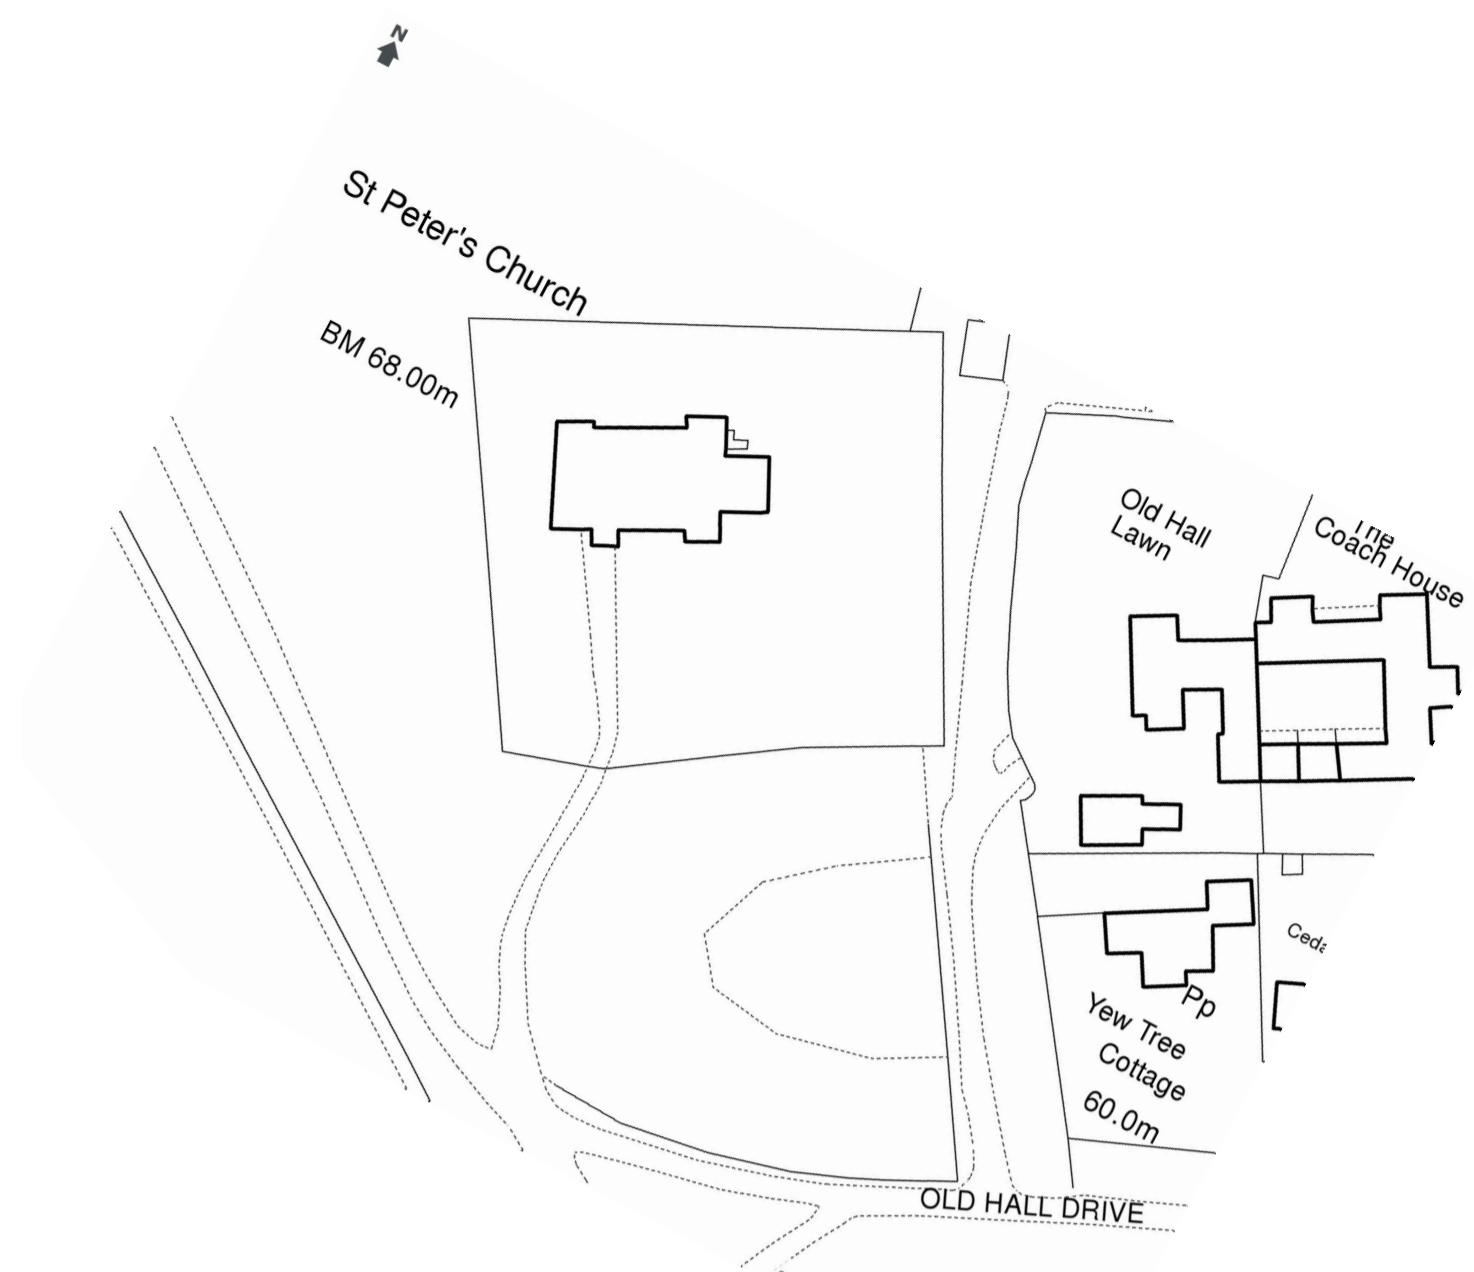 N
St Peter's Church
BM 68.00m
Old Hall
Lawn
Coach House
Pp
Yew Tree
Cottage
60.0m
OLD HALL DRIVE